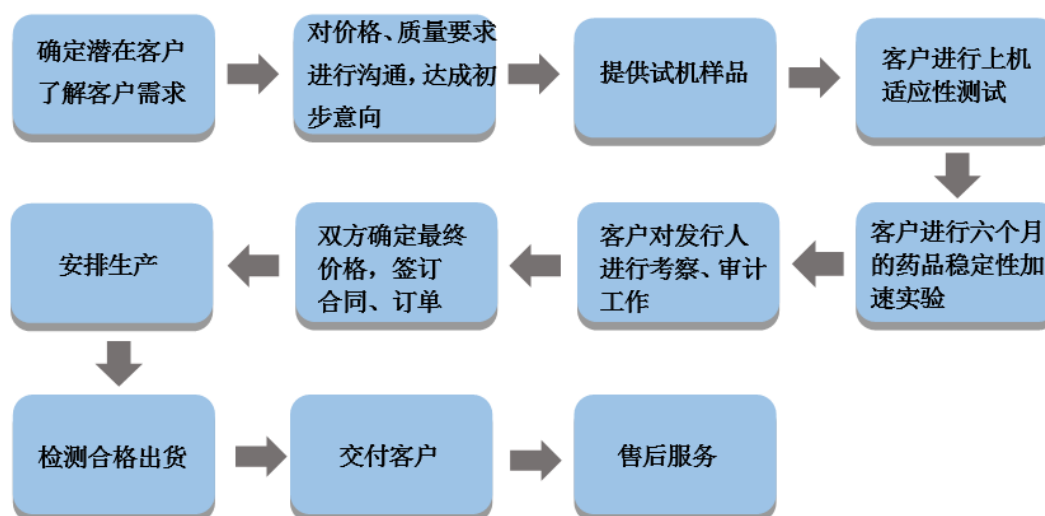 确定潜在客户
了解客户需求
对价格、质量要求
进行沟通，达成初
步意向
提供试机样品
客户进行上机
适应性测试
客户进行六个月
的药品稳定性加
速实验
客户对发行人
进行考察、审计
工作
双方确定最终
价格，签订
合同、订单
安排生产
检测合格出货
交付客户
售后服务